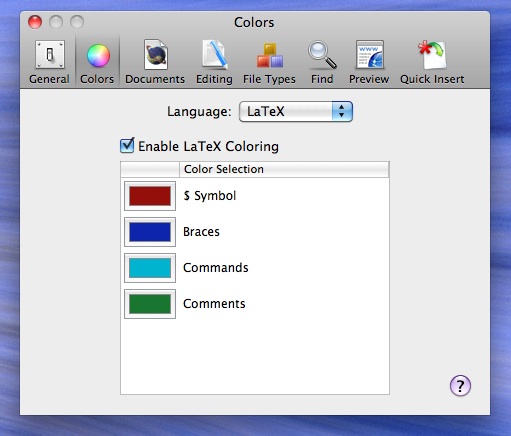 Colors
General Colors Documents Editing File Types Find WWW Preview Quick Insert
Language: LaTeX
Enable LaTeX Coloring
Color Selection
$ Symbol
Braces
Commands
Comments
?